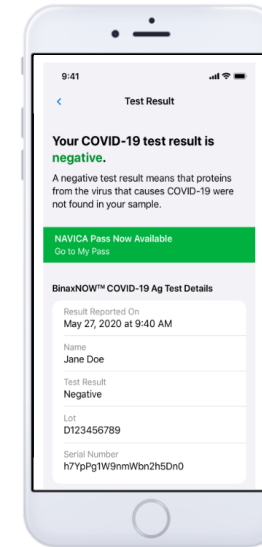 9:41
Test Result
Your COVID-19 test result is
negative.
A negative test result means that proteins
from the virus that causes COVID-19 were
not found in your sample.
NAVICA Pass Now Available
Go to My Pass
BinaxNOW™ COVID-19 Ag Test Details
Result Reported On
May 27, 2020 at 9:40 AM
Name
Jane Doe
Test Result
Negative
Lot
D123456789
Serial Number
h7YpPg1W9nmWbn2h5Dn0